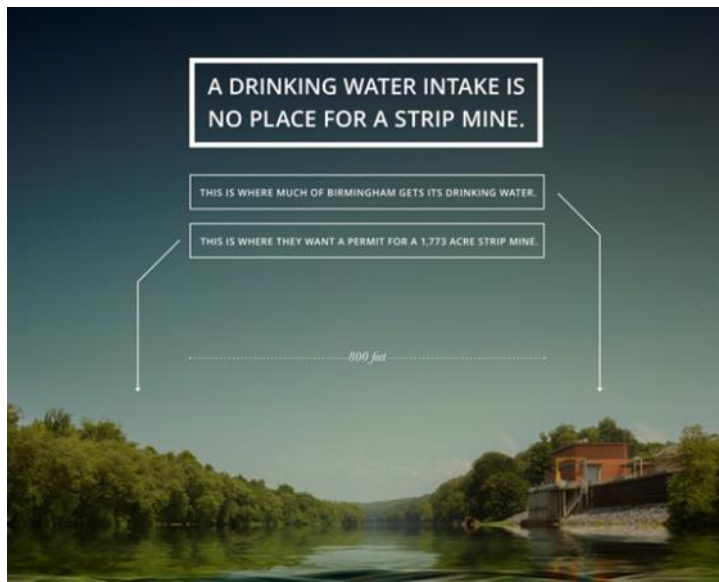 A DRINKING WATER INTAKE IS
NO PLACE FOR A STRIP MINE.
THIS IS WHERE MUCH OF BIRMINGHAM GETS ITS DRINKING WATER.
THIS IS WHERE THEY WANT A PERMIT FOR A 1,773 ACRE STRIP MINE.
800 feet